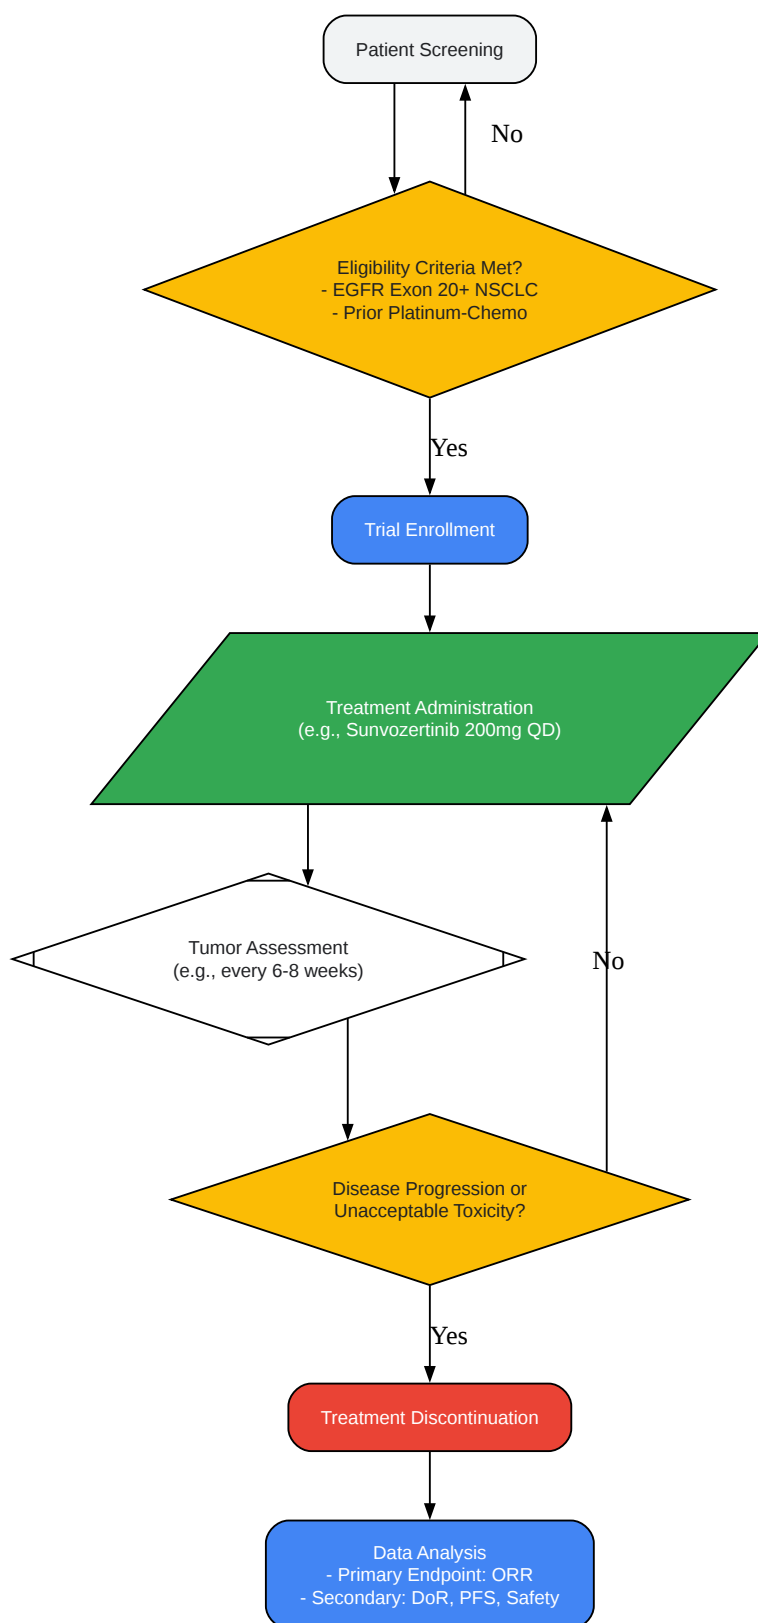 Patient Screening
No
Eligibility Criteria Met?
- EGFR Exon 20+ NSCLC
- Prior Platinum-Chemo
Yes
Trial Enrollment
Treatment Administration
(e.g., Sunvozertinib 200mg QD)
Tumor Assessment
(e.g., every 6-8 weeks)
No
Disease Progression or
Unacceptable Toxicity?
Yes
Treatment Discontinuation
Data Analysis
- Primary Endpoint: ORR
- Secondary: DoR, PFS, Safety